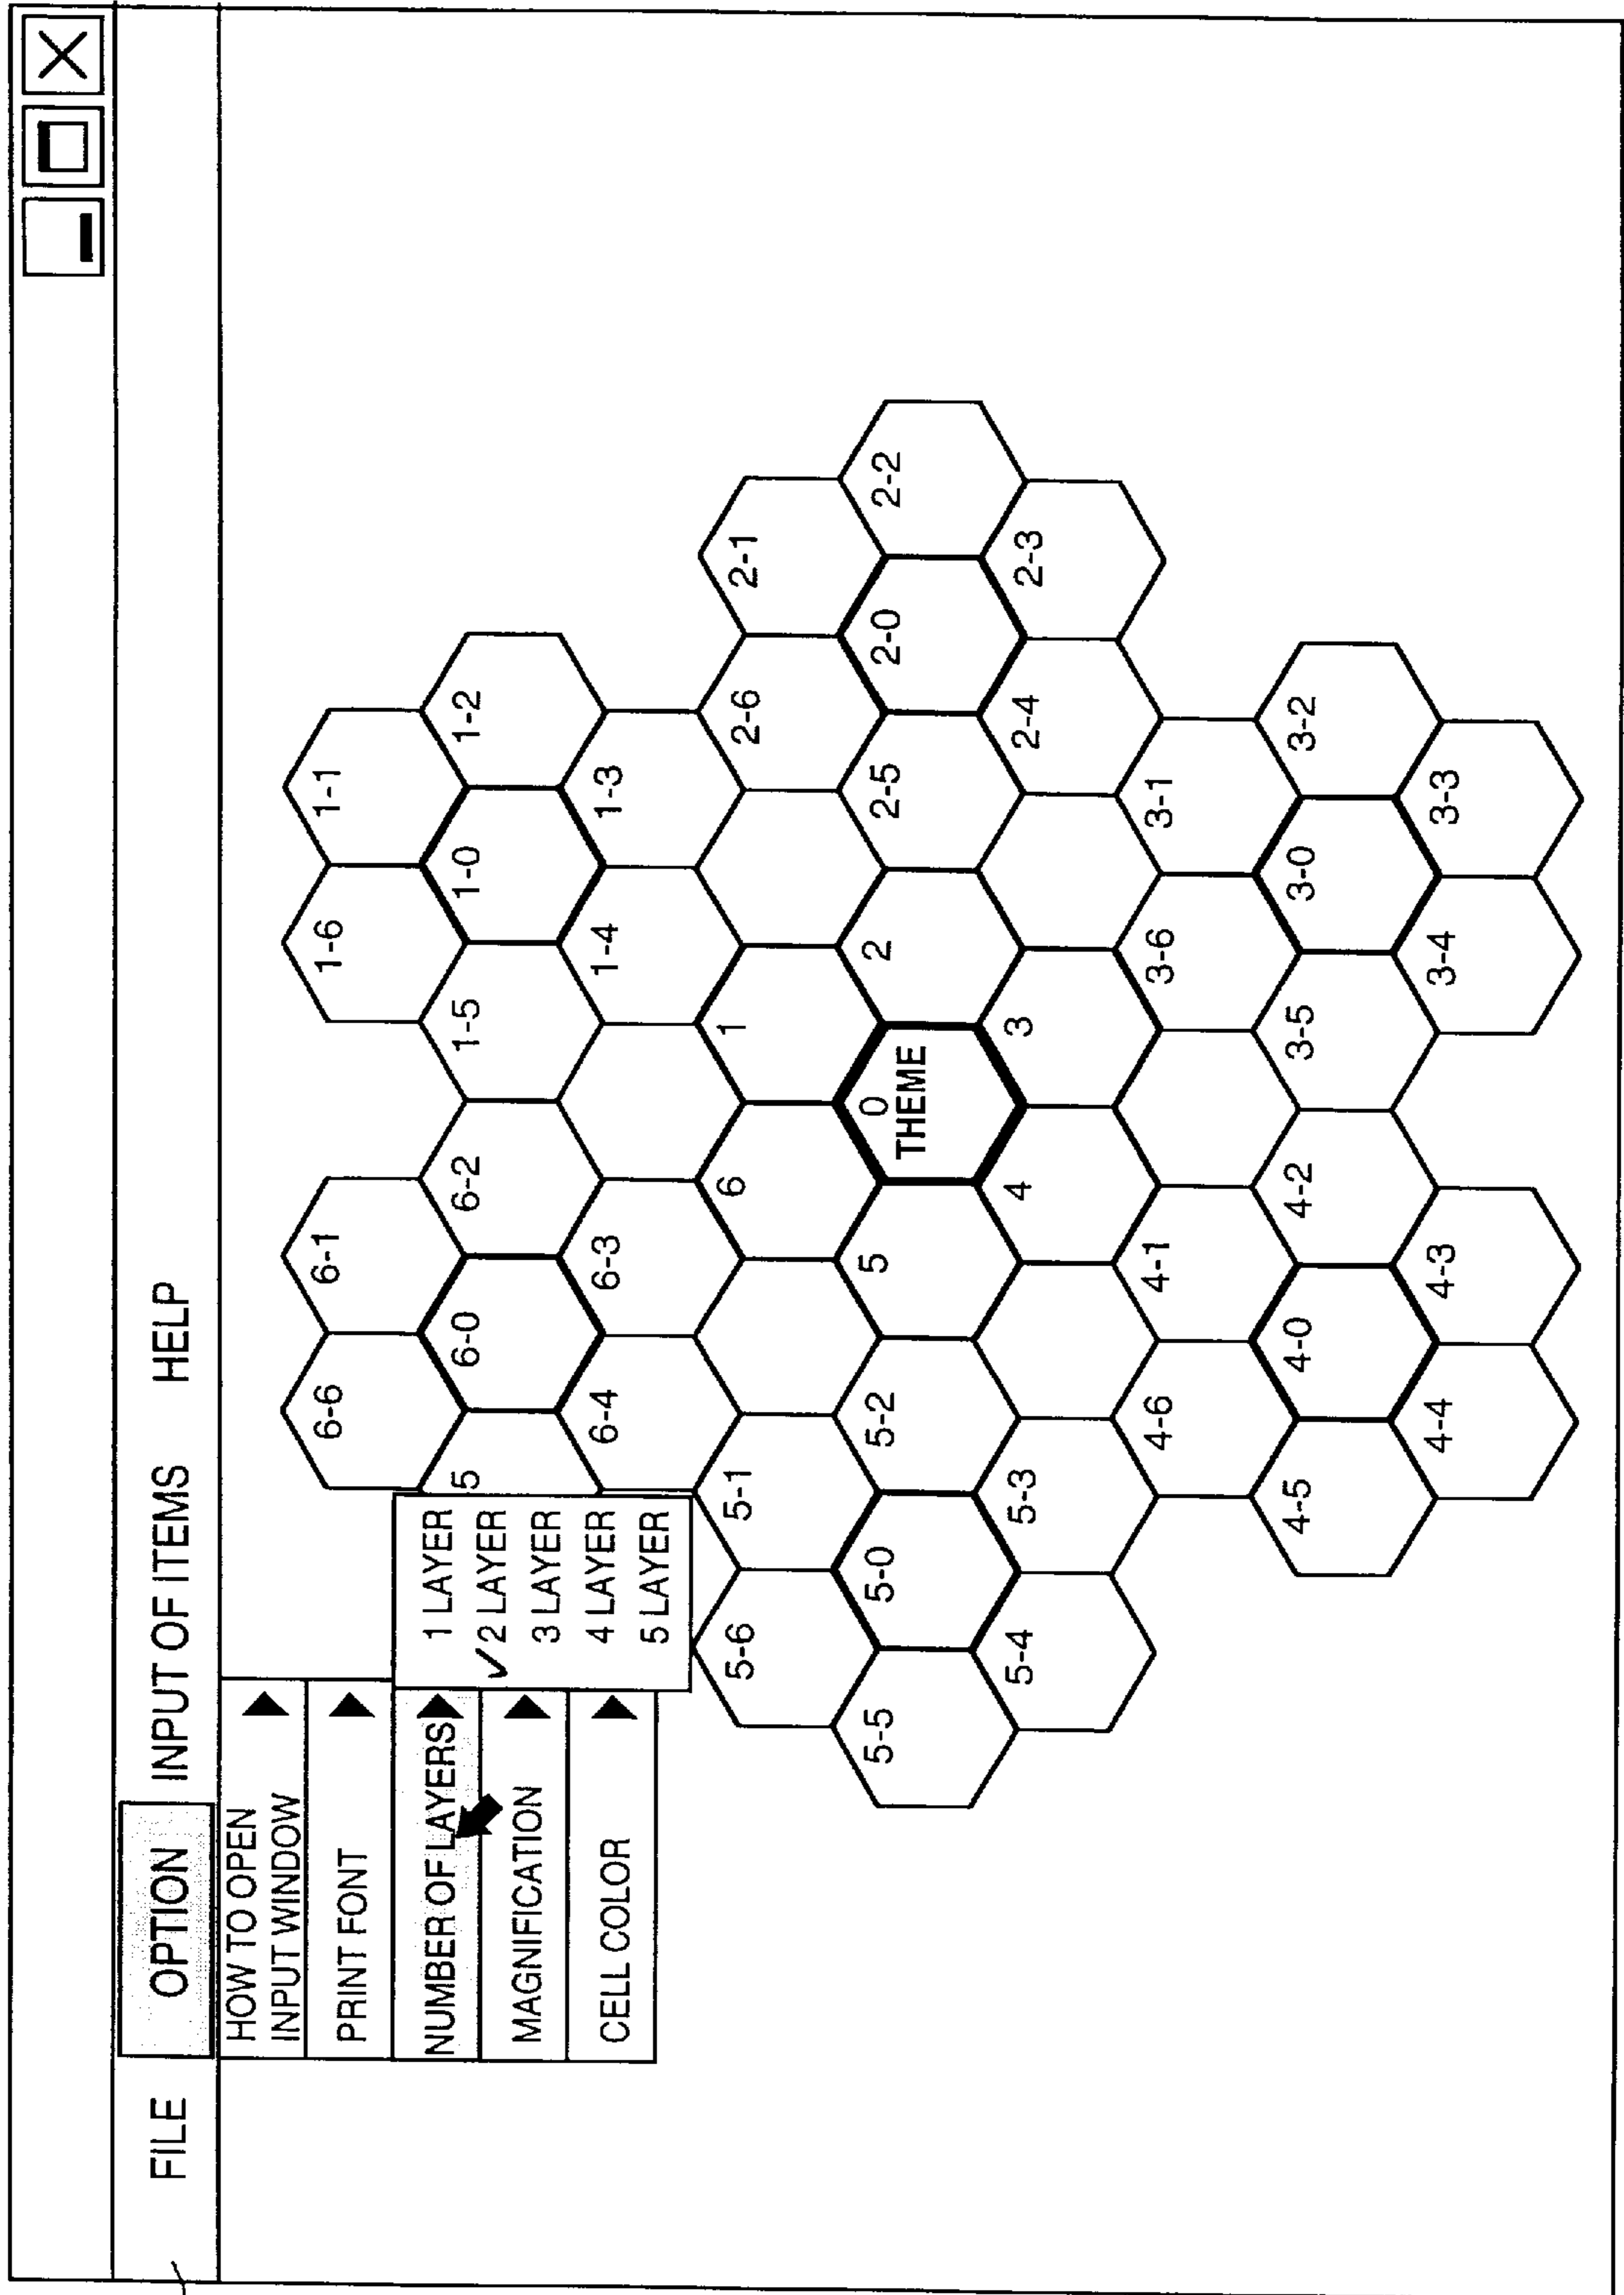 FILE OPTION INPUT OF ITEMS HELP
HOW TO OPEN
INPUT WINDOW
PRINT FONT
NUMBER OF LAYERS
MAGNIFICATION
CELL COLOR
1 LAYER
✓2 LAYER
3 LAYER
4 LAYER
5 LAYER
6-6 6-1 1-6 1-1
5 6-0 6-2 1-5 1-0 1-2
6-4 6-3 1-4 1-3
5-6 5-1 6 1 2-6 2-1
5-5 5-0 5-2 5 0 2 2-5 2-0 2-2
THEME
5-4 5-3 4 3 2-4 2-3
4-6 4-1 3-6 3-1
4-5 4-0 4-2 3-5 3-0 3-2
4-4 4-3 3-4 3-3